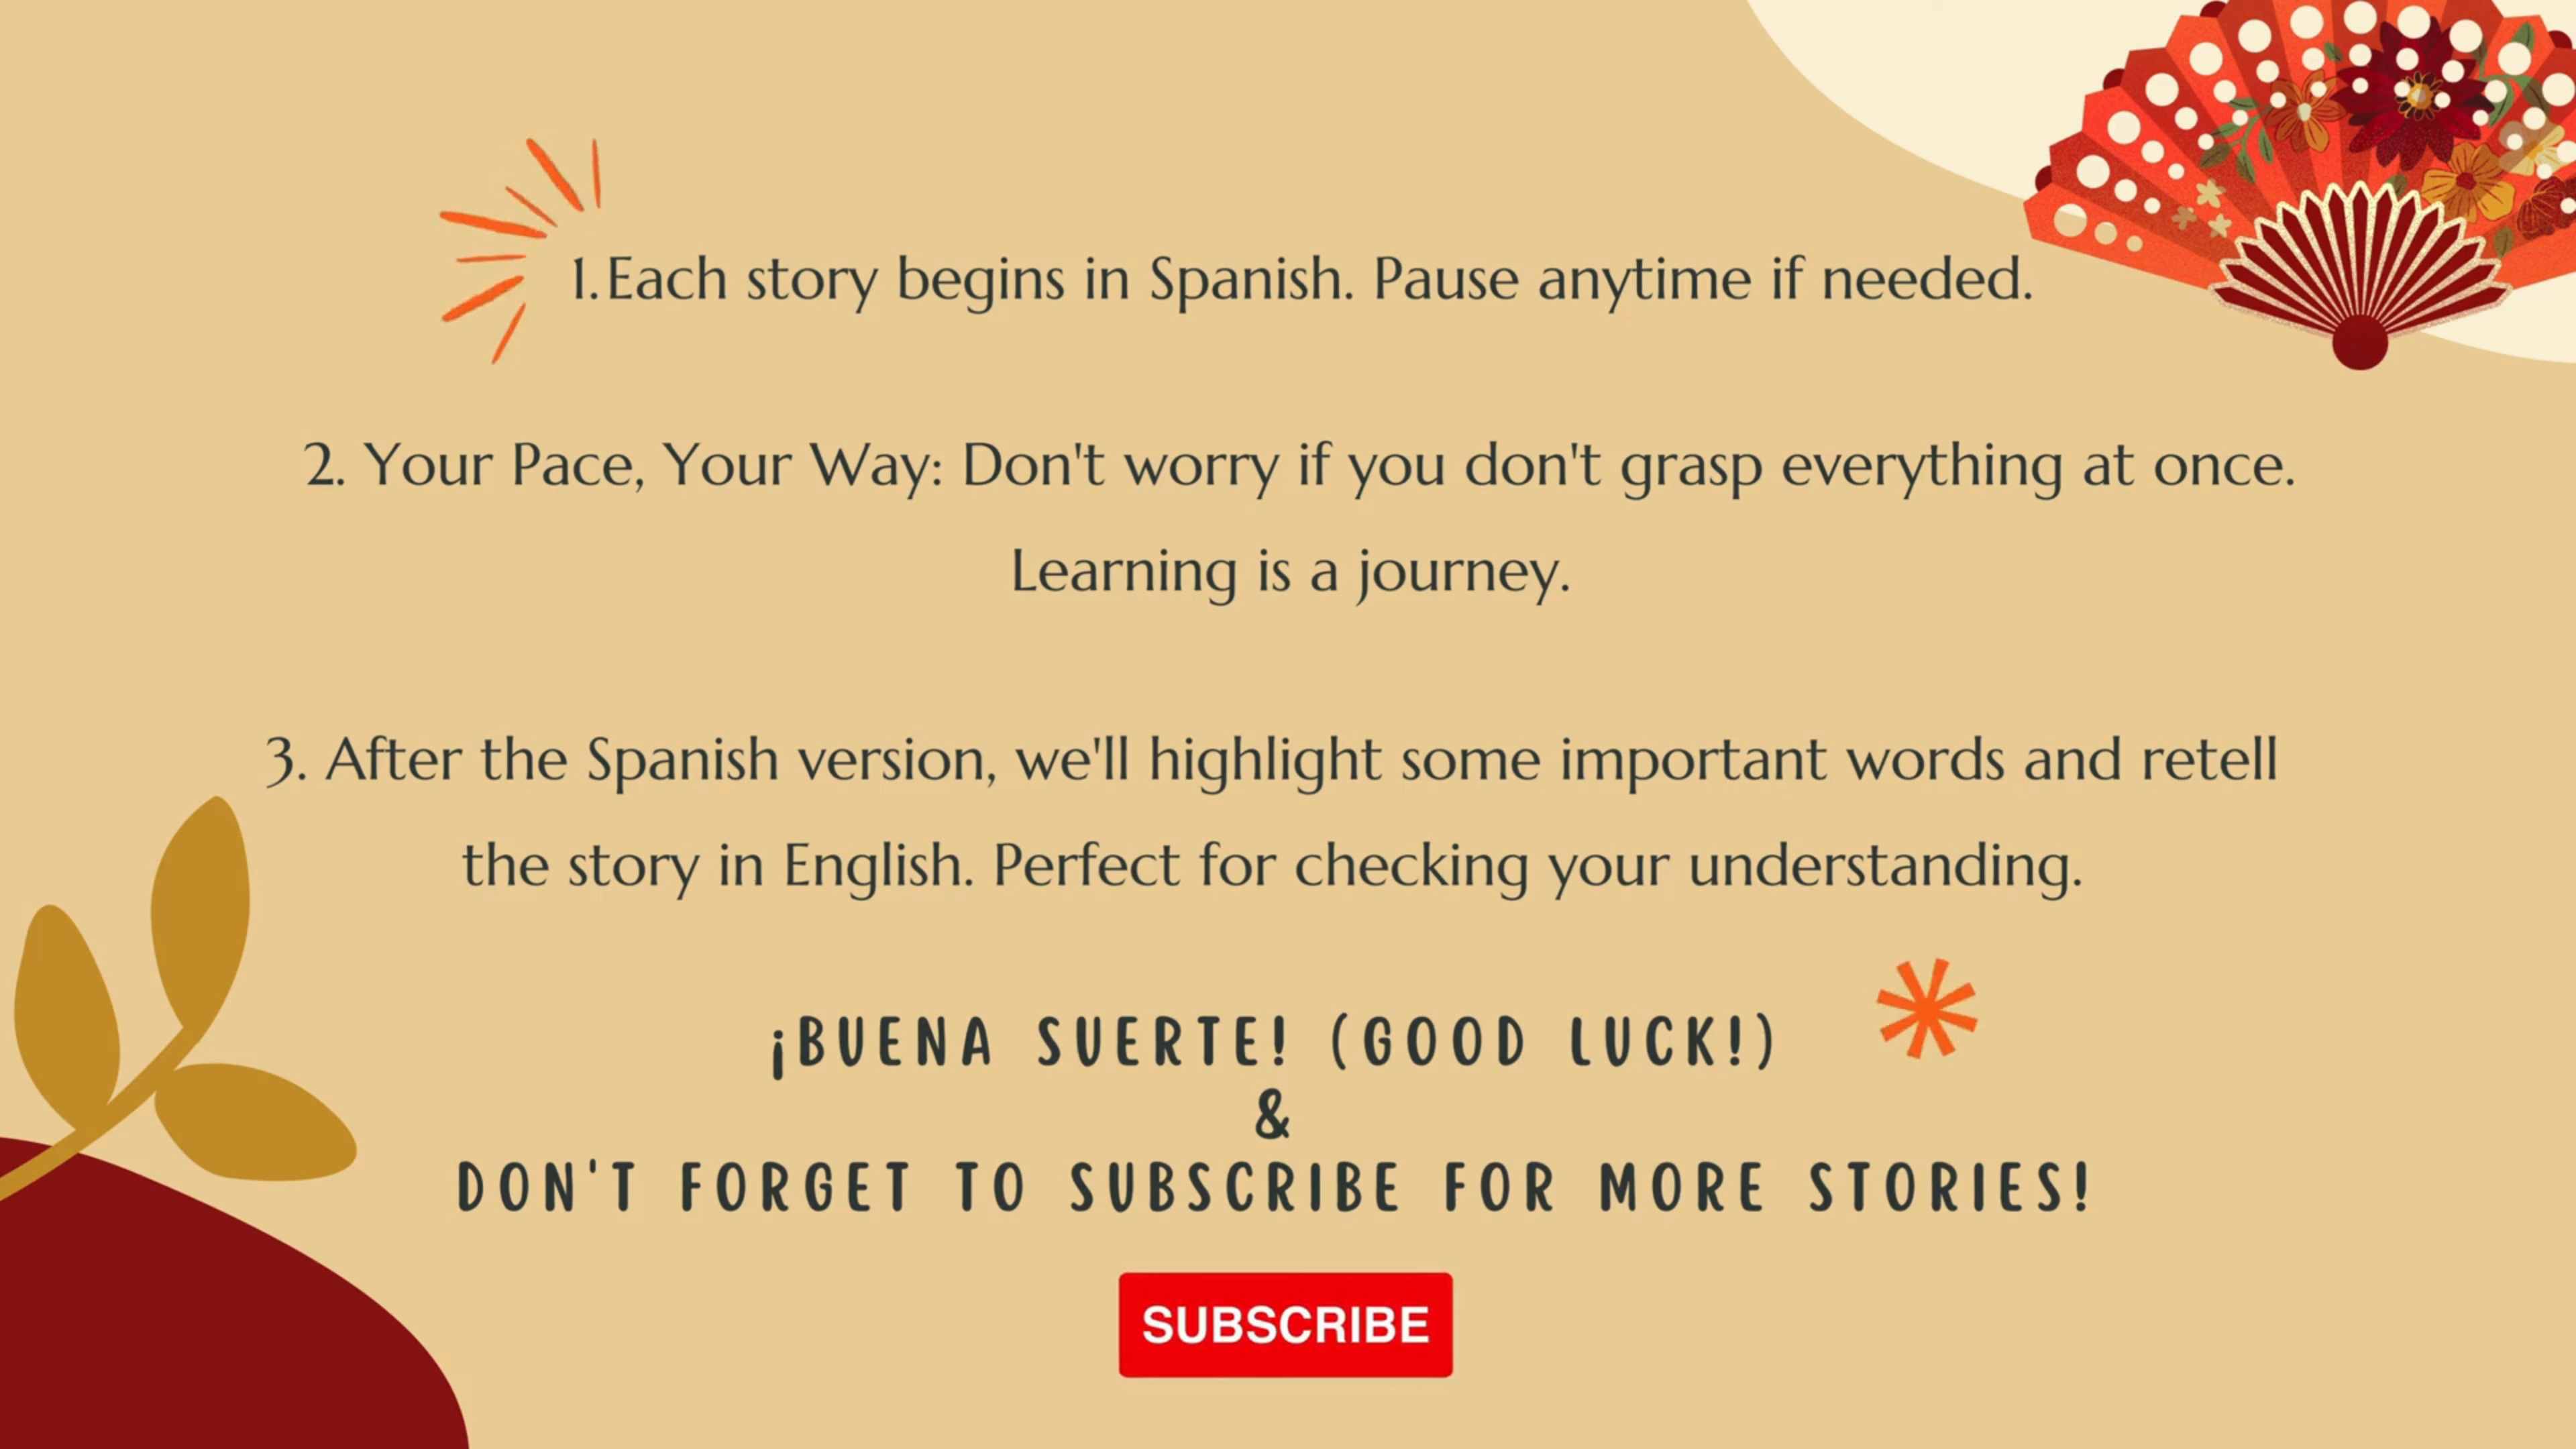 1.Each story begins in Spanish. Pause anytime if needed.
2. Your Pace, Your Way: Don't worry if you don't grasp everything at once.
Learning is a journey.
3. After the Spanish version, we'll highlight some important words and retell
the story in English. Perfect for checking your understanding.
¡BUENA SUERTE! (GOOD LUCK!)
&
DON'T FORGET TO SUBSCRIBE FOR MORE STORIES!
SUBSCRIBE